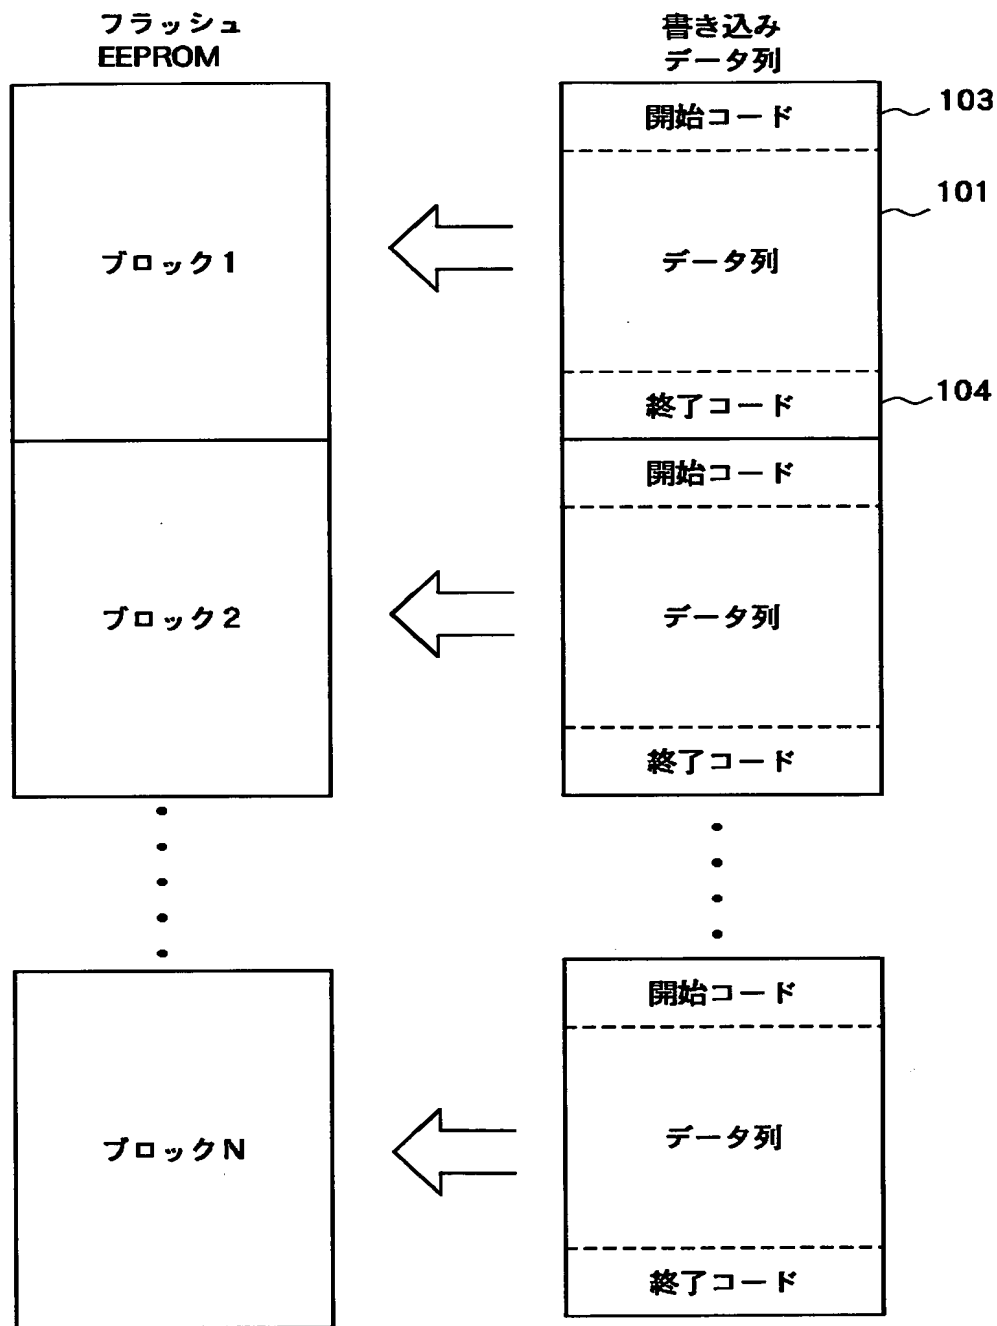 フラッシュ
EEPROM
書き込み
データ列
開始コード
103
101
ブロック1
データ列
終了コード
104
開始コード
ブロック2
データ列
終了コード
開始コード
ブロックN
データ列
終了コード